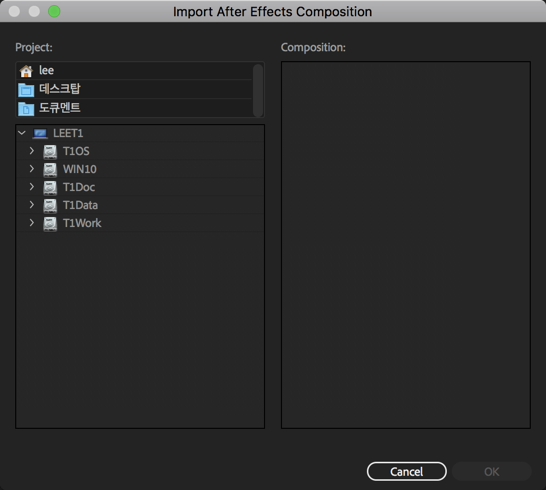 Import After Effects Composition
Project:
Composition:
lee
데스크탑
도큐멘트
LEET1
T1OS
WIN10
T1Doc
T1Data
T1Work
Cancel
OK